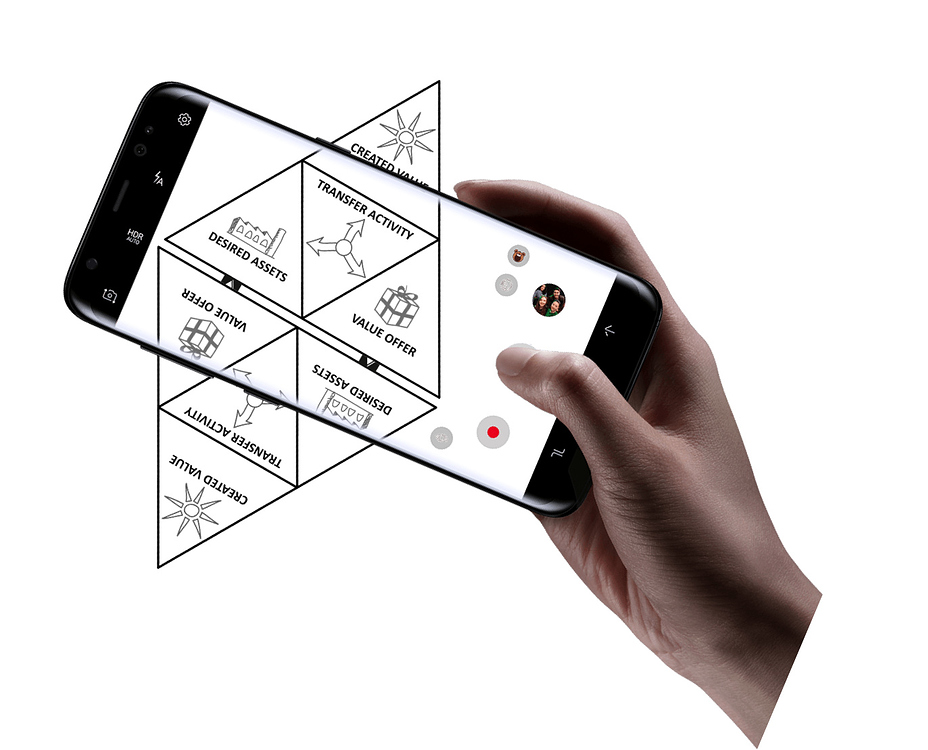 CREATED VALUE
TRANSFER ACTIVITY
DESIRED ASSETS
VALUE OFFER
VALUE OFFER
DESIRED ASSETS
TRANSFER ACTIVITY
CREATED VALUE
A
HDR
AUTO